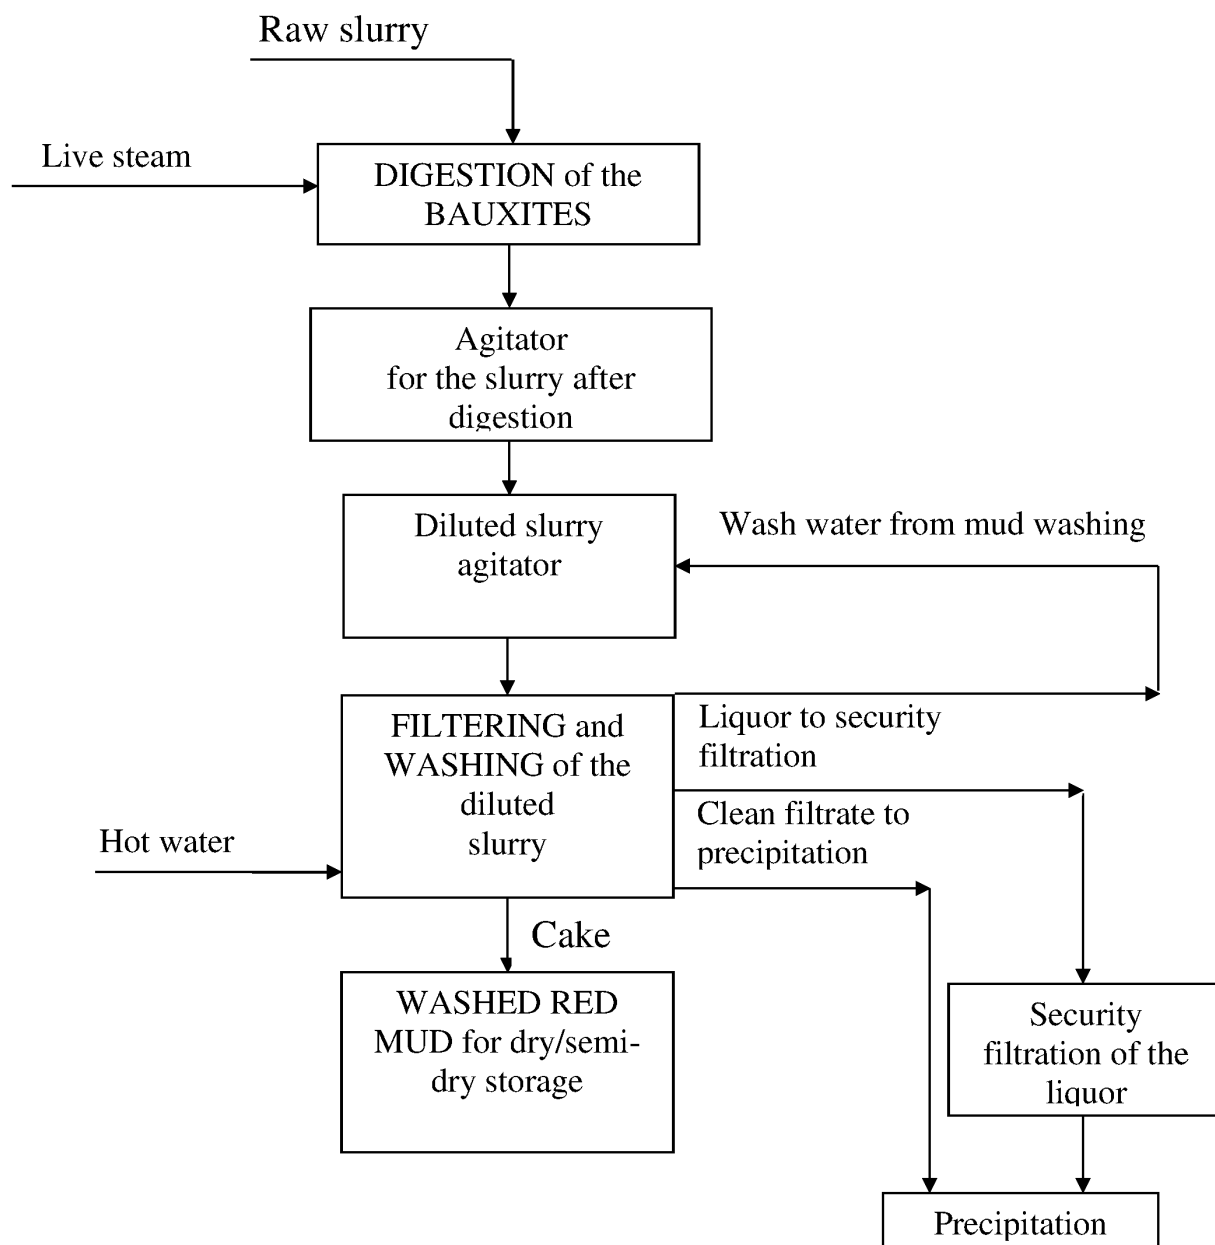 Raw slurry
Live steam
DIGESTION of the
BAUXITES
Agitator
for the slurry after
digestion
Diluted slurry
agitator
Wash water from mud washing
FILTERING and
WASHING of the
diluted
slurry
Liquor to security
filtration
Clean filtrate to
precipitation
Hot water
Cake
WASHED RED
MUD for dry/semi-
dry storage
Security
filtration of the
liquor
Precipitation